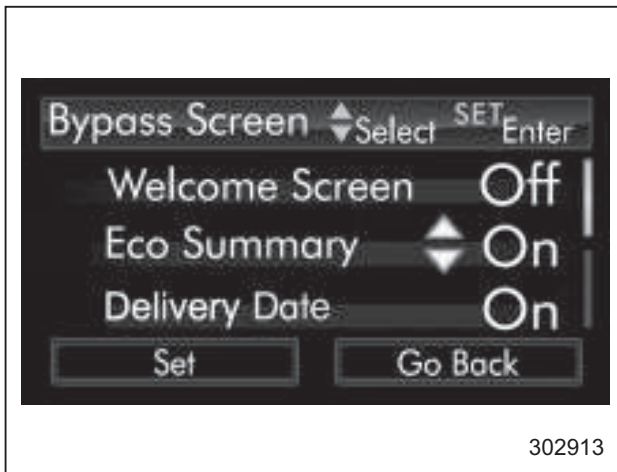 Bypass Screen Select SET Enter
Welcome Screen Off
Eco Summary On
Delivery Date On
Set Go Back
302913